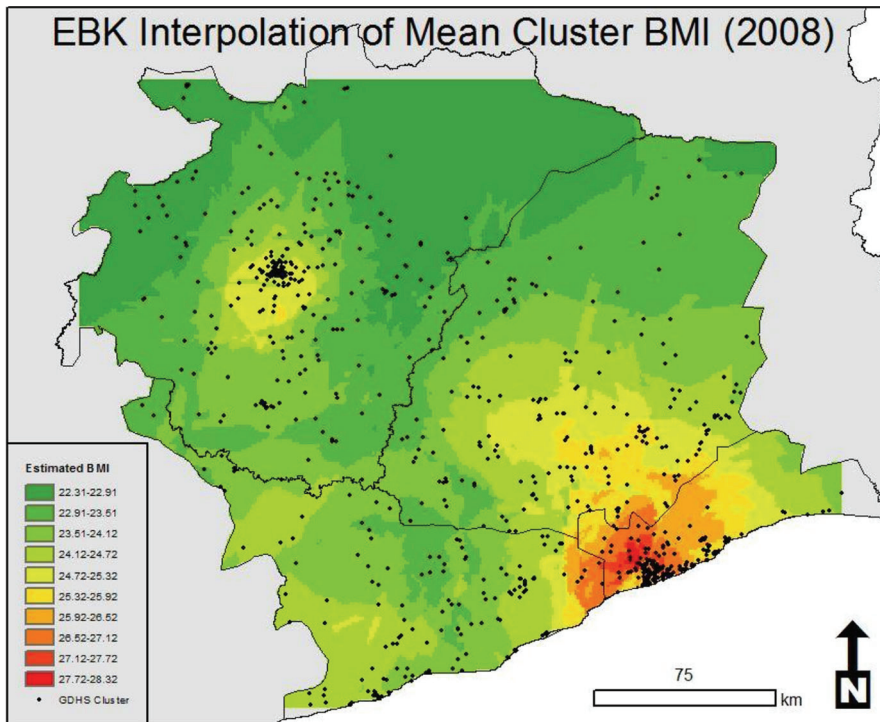 EBK Interpolation of Mean Cluster BMI (2008)
Estimated BMI
22.31-22.91
22.91-23.51
23.51-24.12
24.12-24.72
24.72-25.32
25.32-25.92
25.92-26.52
26.52-27.12
27.12-27.72
27.72-28.32
GDHS Cluster
75
km
N